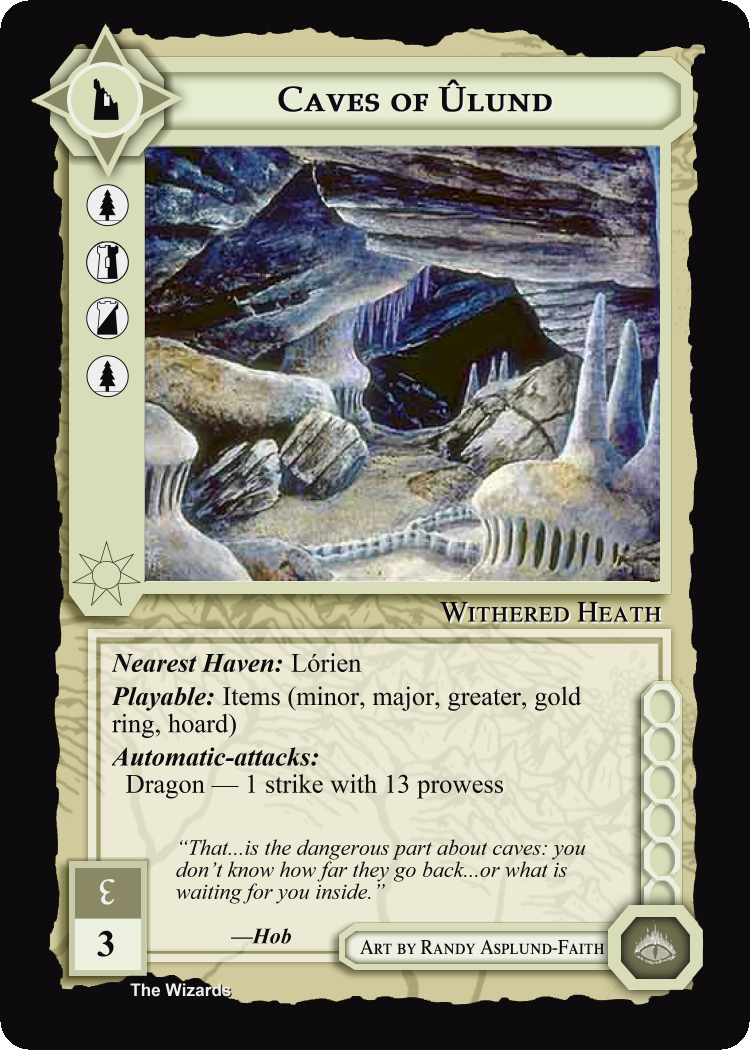 Caves of Ûlund
Withered Heath
Nearest Haven: Lórien
Playable: Items (minor, major, greater, gold
ring, hoard)
Automatic-attacks:
Dragon — 1 strike with 13 prowess
“That...is the dangerous part about caves: you
don’t know how far they go back...or what is
waiting for you inside.”
—Hob
3
Art by Randy Asplund-Faith
The Wizards